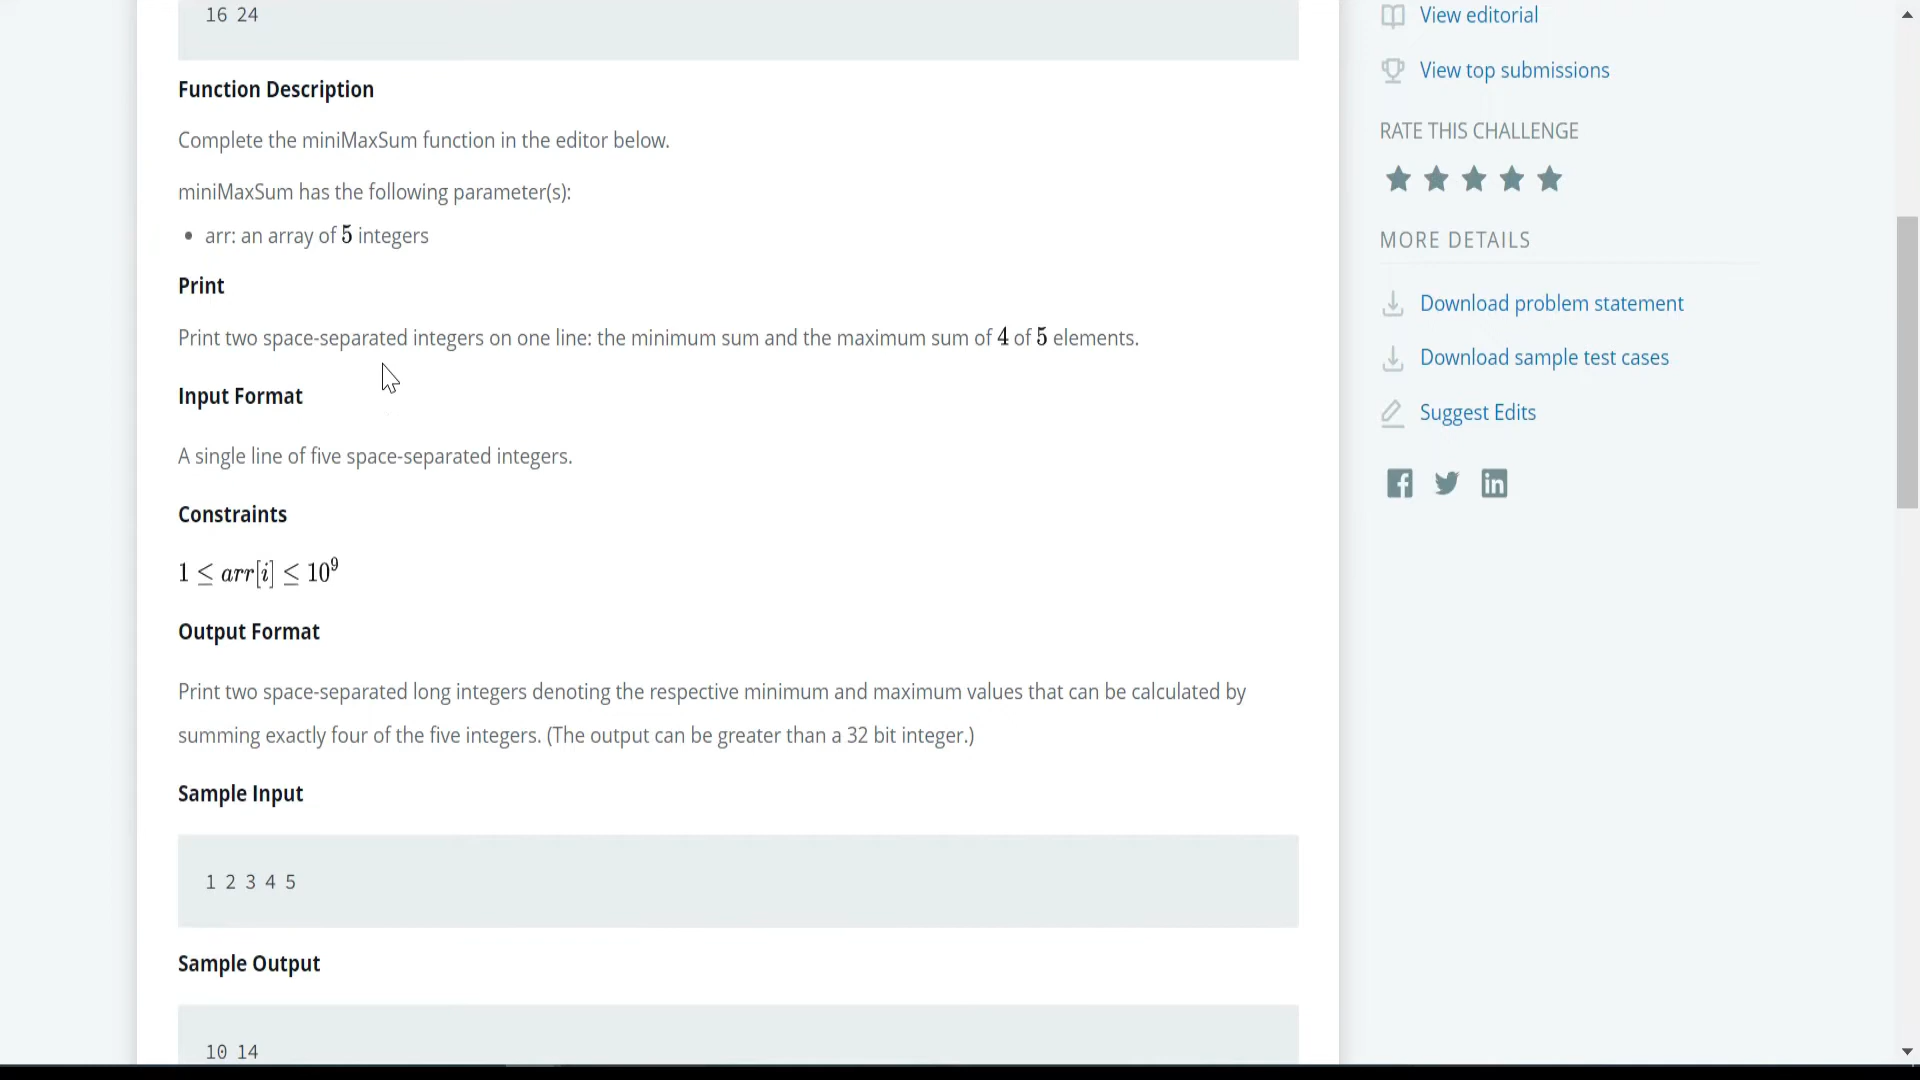 16 24
Function Description
Complete the miniMaxSum function in the editor below.
miniMaxSum has the following parameter(s):
• arr: an array of 5 integers
Print
Print two space-separated integers on one line: the minimum sum and the maximum sum of 4 of 5 elements.
Input Format
A single line of five space-separated integers.
Constraints
1 ≤ arr[i] ≤ 10⁹
Output Format
Print two space-separated long integers denoting the respective minimum and maximum values that can be calculated by
summing exactly four of the five integers. (The output can be greater than a 32 bit integer.)
Sample Input
1 2 3 4 5
Sample Output
10 14
View editorial
View top submissions
RATE THIS CHALLENGE
MORE DETAILS
Download problem statement
Download sample test cases
Suggest Edits